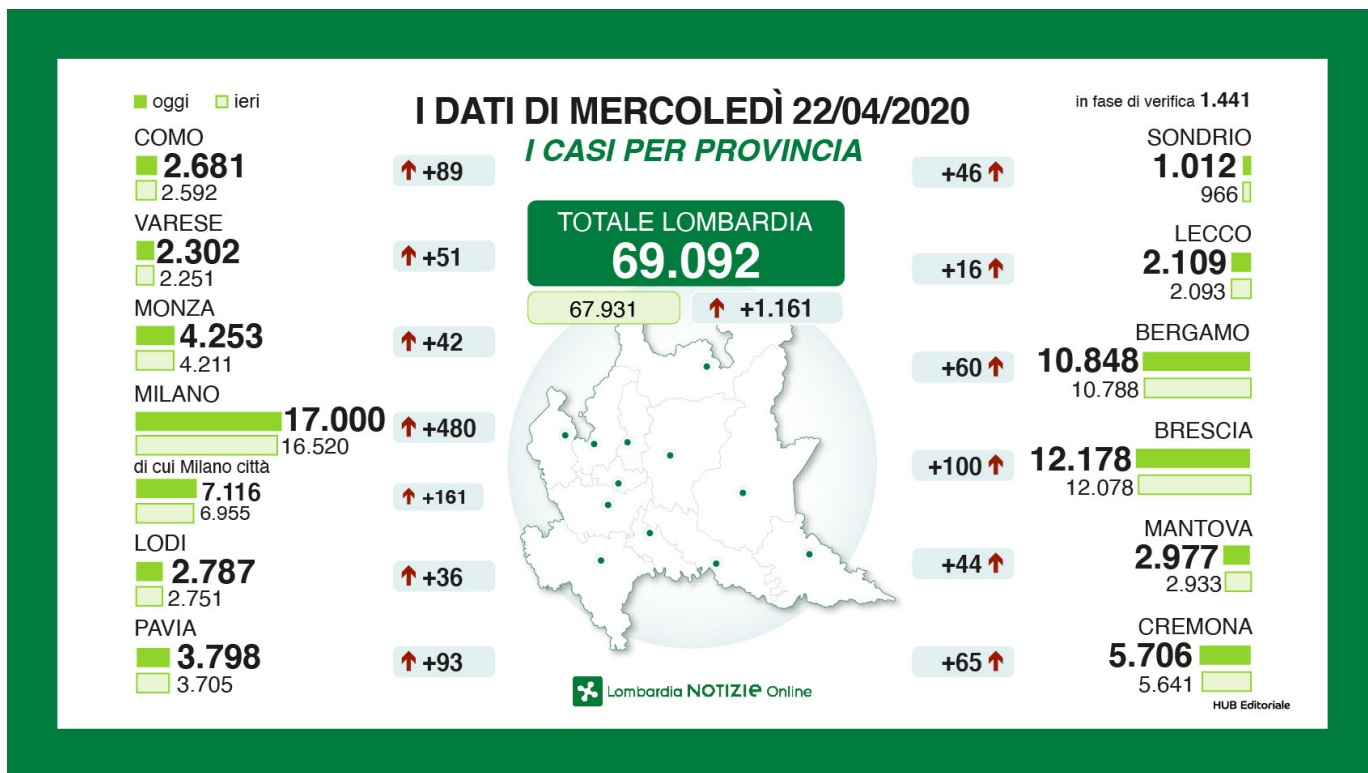 oggi ieri
I DATI DI MERCOLEDÌ 22/04/2020
I CASI PER PROVINCIA
in fase di verifica 1.441
COMO
2.681
2.592
+89
VARESE
2.302
2.251
+51
MONZA
4.253
4.211
+42
MILANO
17.000
16.520
+480
di cui Milano città
7.116
6.955
+161
LODI
2.787
2.751
+36
PAVIA
3.798
3.705
+93
TOTALE LOMBARDIA
69.092
67.931 +1.161
SONDRIO
+46 1.012
966
LECCO
+16 2.109
2.093
BERGAMO
+60 10.848
10.788
BRESCIA
+100 12.178
12.078
MANTOVA
+44 2.977
2.933
CREMONA
+65 5.706
5.641
Lombardia NOTIZIE Online
HUB Editoriale